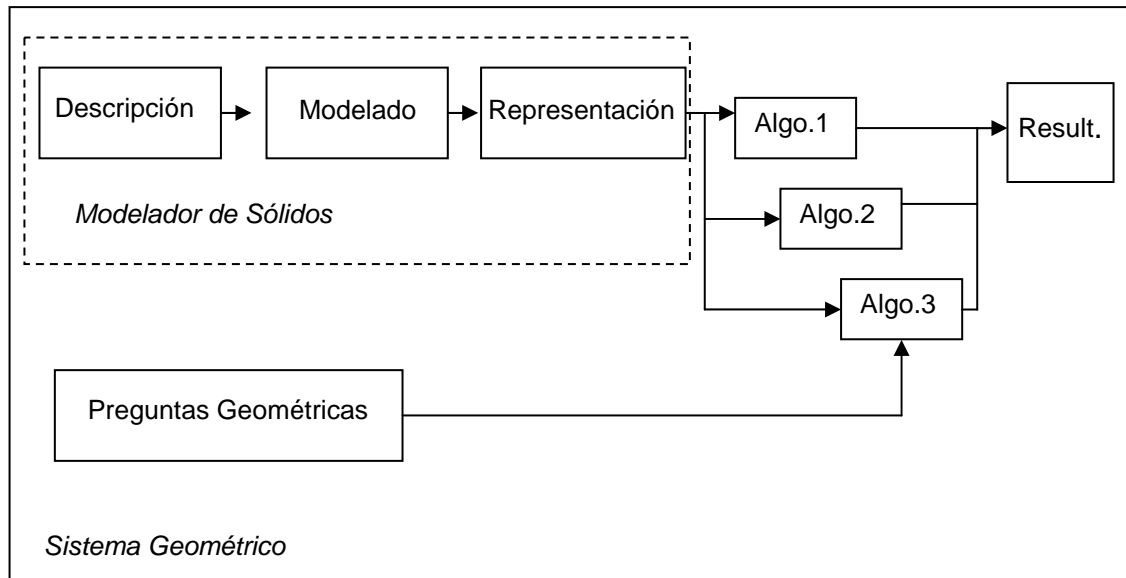 Descripción
Modelado
Representación
Algo.1
Result.
Modelador de Sólidos
Algo.2
Algo.3
Preguntas Geométricas
Sistema Geométrico